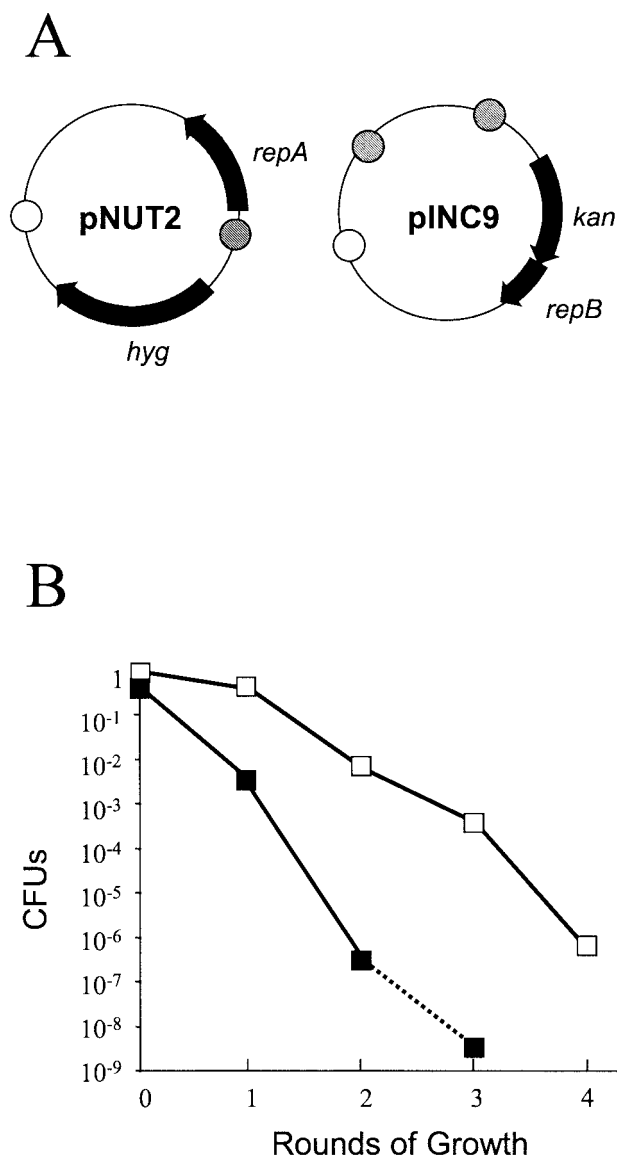 A
repA
pNUT2
hyg
pINC9
kan
repB
B
1
10-1
10-2
10-3
10-4
10-5
10-6
10-7
10-8
10-9
CFUs
0 1 2 3 4
Rounds of Growth